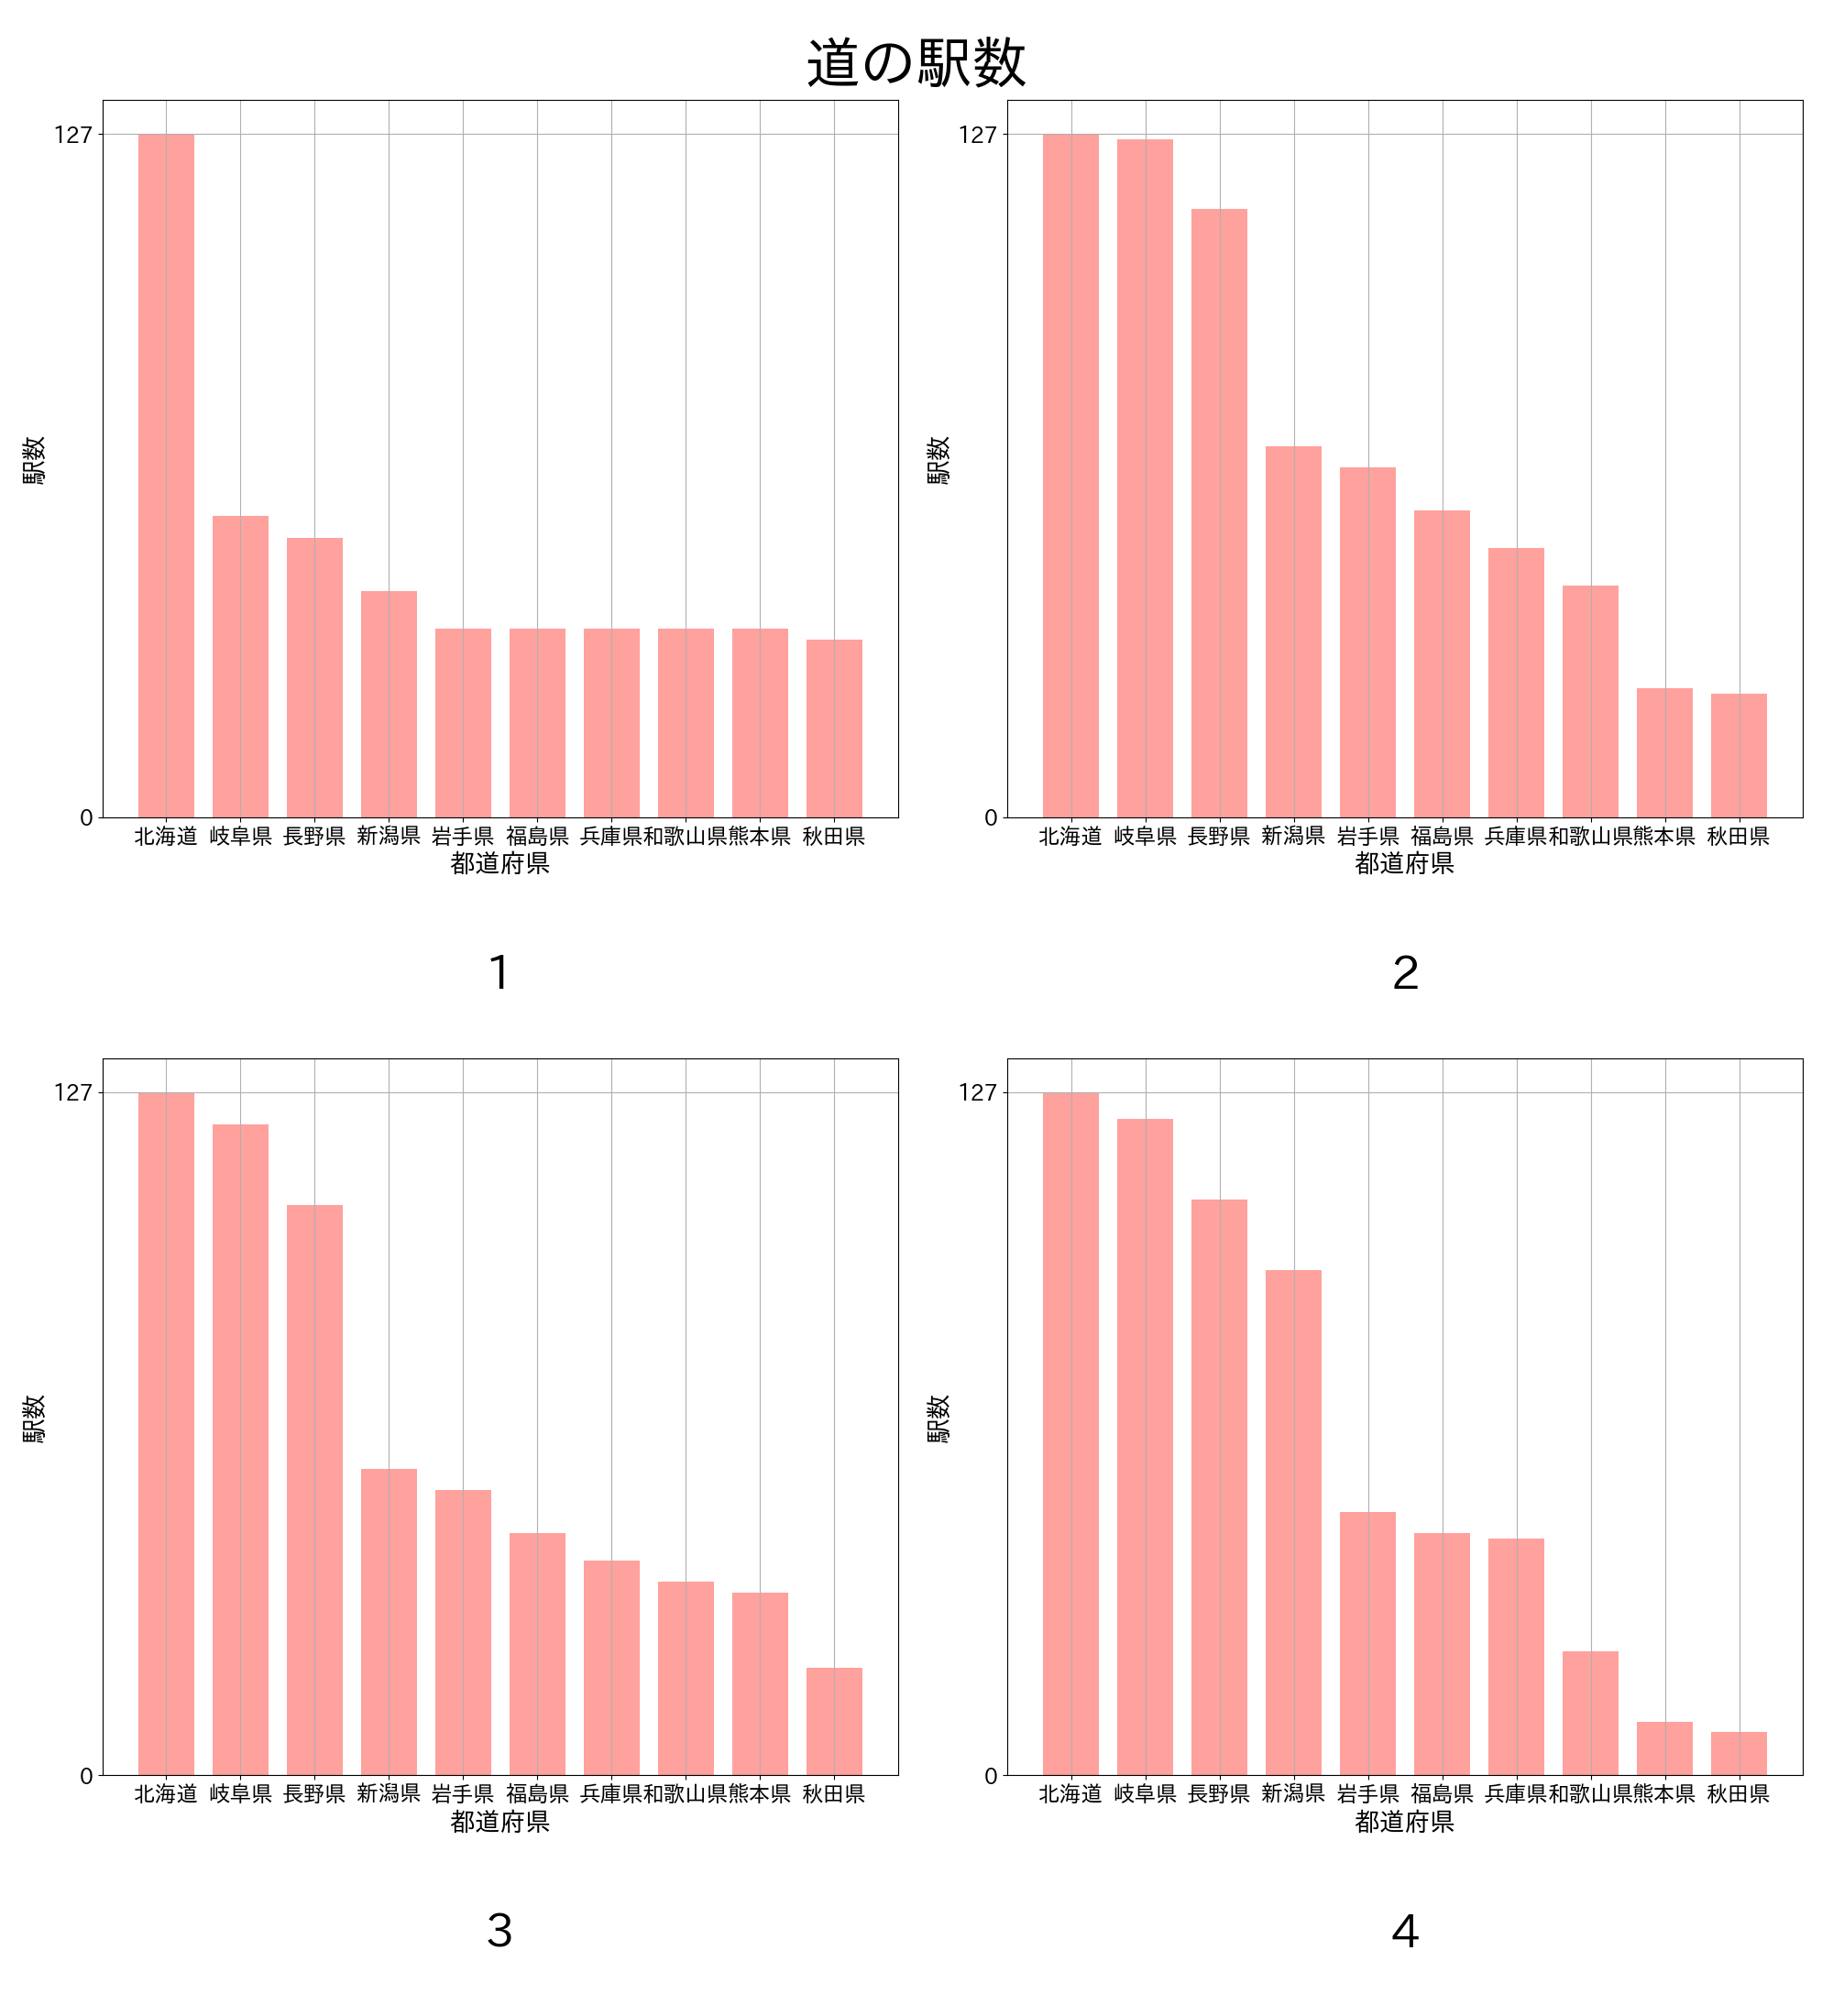 道の駅数
127
0
駅数
北海道 岐阜県 長野県 新潟県 岩手県 福島県 兵庫県 和歌山県 熊本県 秋田県
都道府県
1
127
0
駅数
北海道 岐阜県 長野県 新潟県 岩手県 福島県 兵庫県 和歌山県 熊本県 秋田県
都道府県
2
127
0
駅数
北海道 岐阜県 長野県 新潟県 岩手県 福島県 兵庫県 和歌山県 熊本県 秋田県
都道府県
3
127
0
駅数
北海道 岐阜県 長野県 新潟県 岩手県 福島県 兵庫県 和歌山県 熊本県 秋田県
都道府県
4